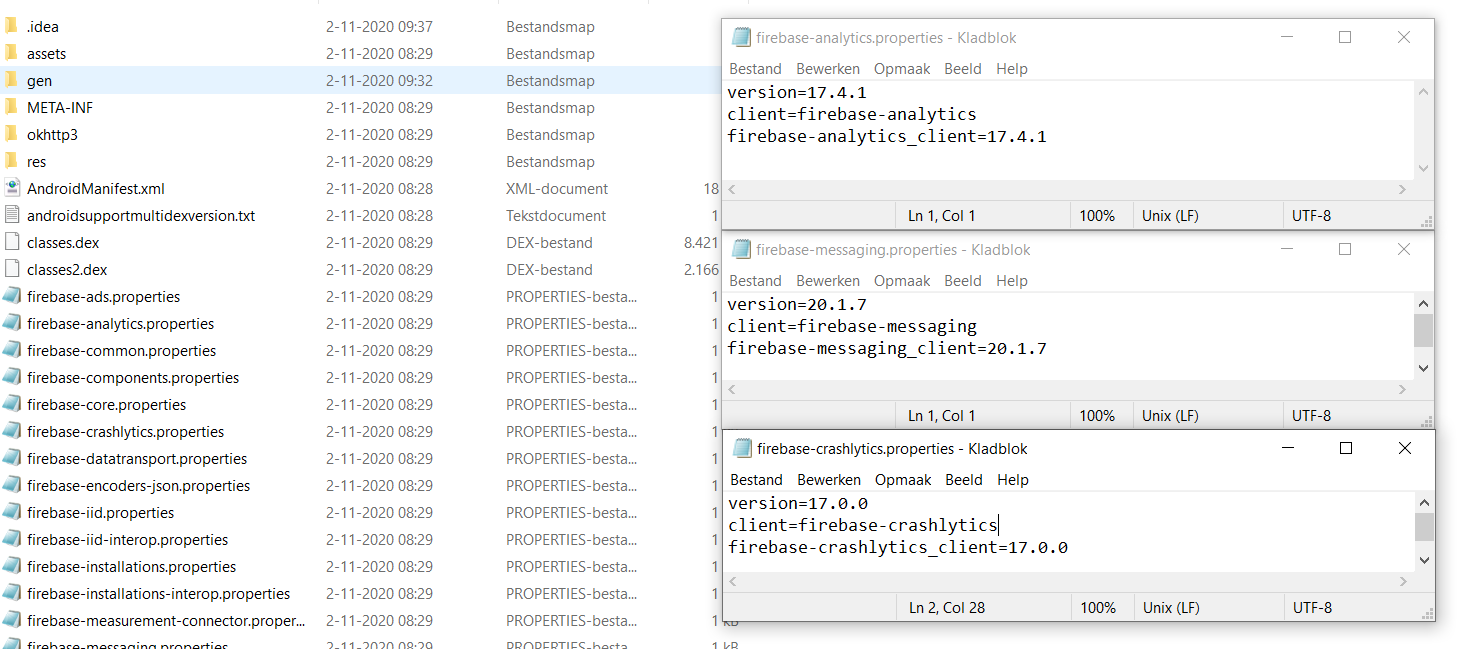 .idea 2-11-2020 09:37 Bestandsmap
assets 2-11-2020 08:29 Bestandsmap
gen 2-11-2020 09:32 Bestandsmap
META-INF 2-11-2020 08:29 Bestandsmap
okhttp3 2-11-2020 08:29 Bestandsmap
res 2-11-2020 08:29 Bestandsmap
AndroidManifest.xml 2-11-2020 08:28 XML-document 18
androidsupportmultidexversion.txt 2-11-2020 08:28 Tekstdocument 1
classes.dex 2-11-2020 08:29 DEX-bestand 8.421
classes2.dex 2-11-2020 08:29 DEX-bestand 2.166
firebase-ads.properties 2-11-2020 08:29 PROPERTIES-besta... 1
firebase-analytics.properties 2-11-2020 08:29 PROPERTIES-besta... 1
firebase-common.properties 2-11-2020 08:29 PROPERTIES-besta... 1
firebase-components.properties 2-11-2020 08:29 PROPERTIES-besta... 1
firebase-core.properties 2-11-2020 08:29 PROPERTIES-besta... 1
firebase-crashlytics.properties 2-11-2020 08:29 PROPERTIES-besta... 1
firebase-datatransport.properties 2-11-2020 08:29 PROPERTIES-besta... 1
firebase-encoders-json.properties 2-11-2020 08:29 PROPERTIES-besta... 1
firebase-iid.properties 2-11-2020 08:29 PROPERTIES-besta... 1
firebase-iid-interop.properties 2-11-2020 08:29 PROPERTIES-besta... 1
firebase-installations.properties 2-11-2020 08:29 PROPERTIES-besta... 1
firebase-installations-interop.properties 2-11-2020 08:29 PROPERTIES-besta... 1
firebase-measurement-connector.proper... 2-11-2020 08:29 PROPERTIES-besta... 1 kB
firebase-messaging.properties 2-11-2020 08:29 PROPERTIES-besta... 1 kB
firebase-analytics.properties - Kladblok
Bestand Bewerken Opmaak Beeld Help
version=17.4.1
client=firebase-analytics
firebase-analytics_client=17.4.1
Ln 1, Col 1 100% Unix (LF) UTF-8
firebase-messaging.properties - Kladblok
Bestand Bewerken Opmaak Beeld Help
version=20.1.7
client=firebase-messaging
firebase-messaging_client=20.1.7
Ln 1, Col 1 100% Unix (LF) UTF-8
firebase-crashlytics.properties - Kladblok
Bestand Bewerken Opmaak Beeld Help
version=17.0.0
client=firebase-crashlytics
firebase-crashlytics_client=17.0.0
Ln 2, Col 28 100% Unix (LF) UTF-8